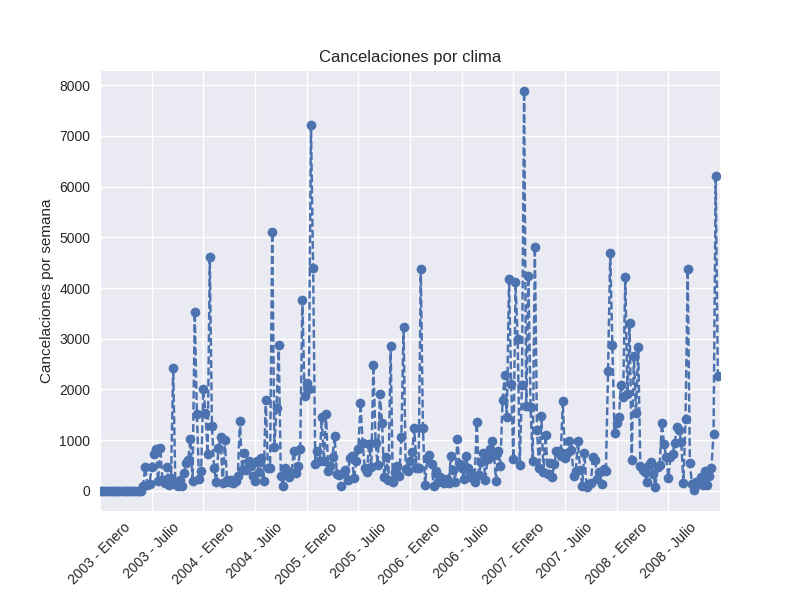 Cancelaciones por clima
Cancelaciones por semana
8000
7000
6000
5000
4000
3000
2000
1000
0
2003 - Enero
2003 - Julio
2004 - Enero
2004 - Julio
2005 - Enero
2005 - Julio
2006 - Enero
2006 - Julio
2007 - Enero
2007 - Julio
2008 - Enero
2008 - Julio